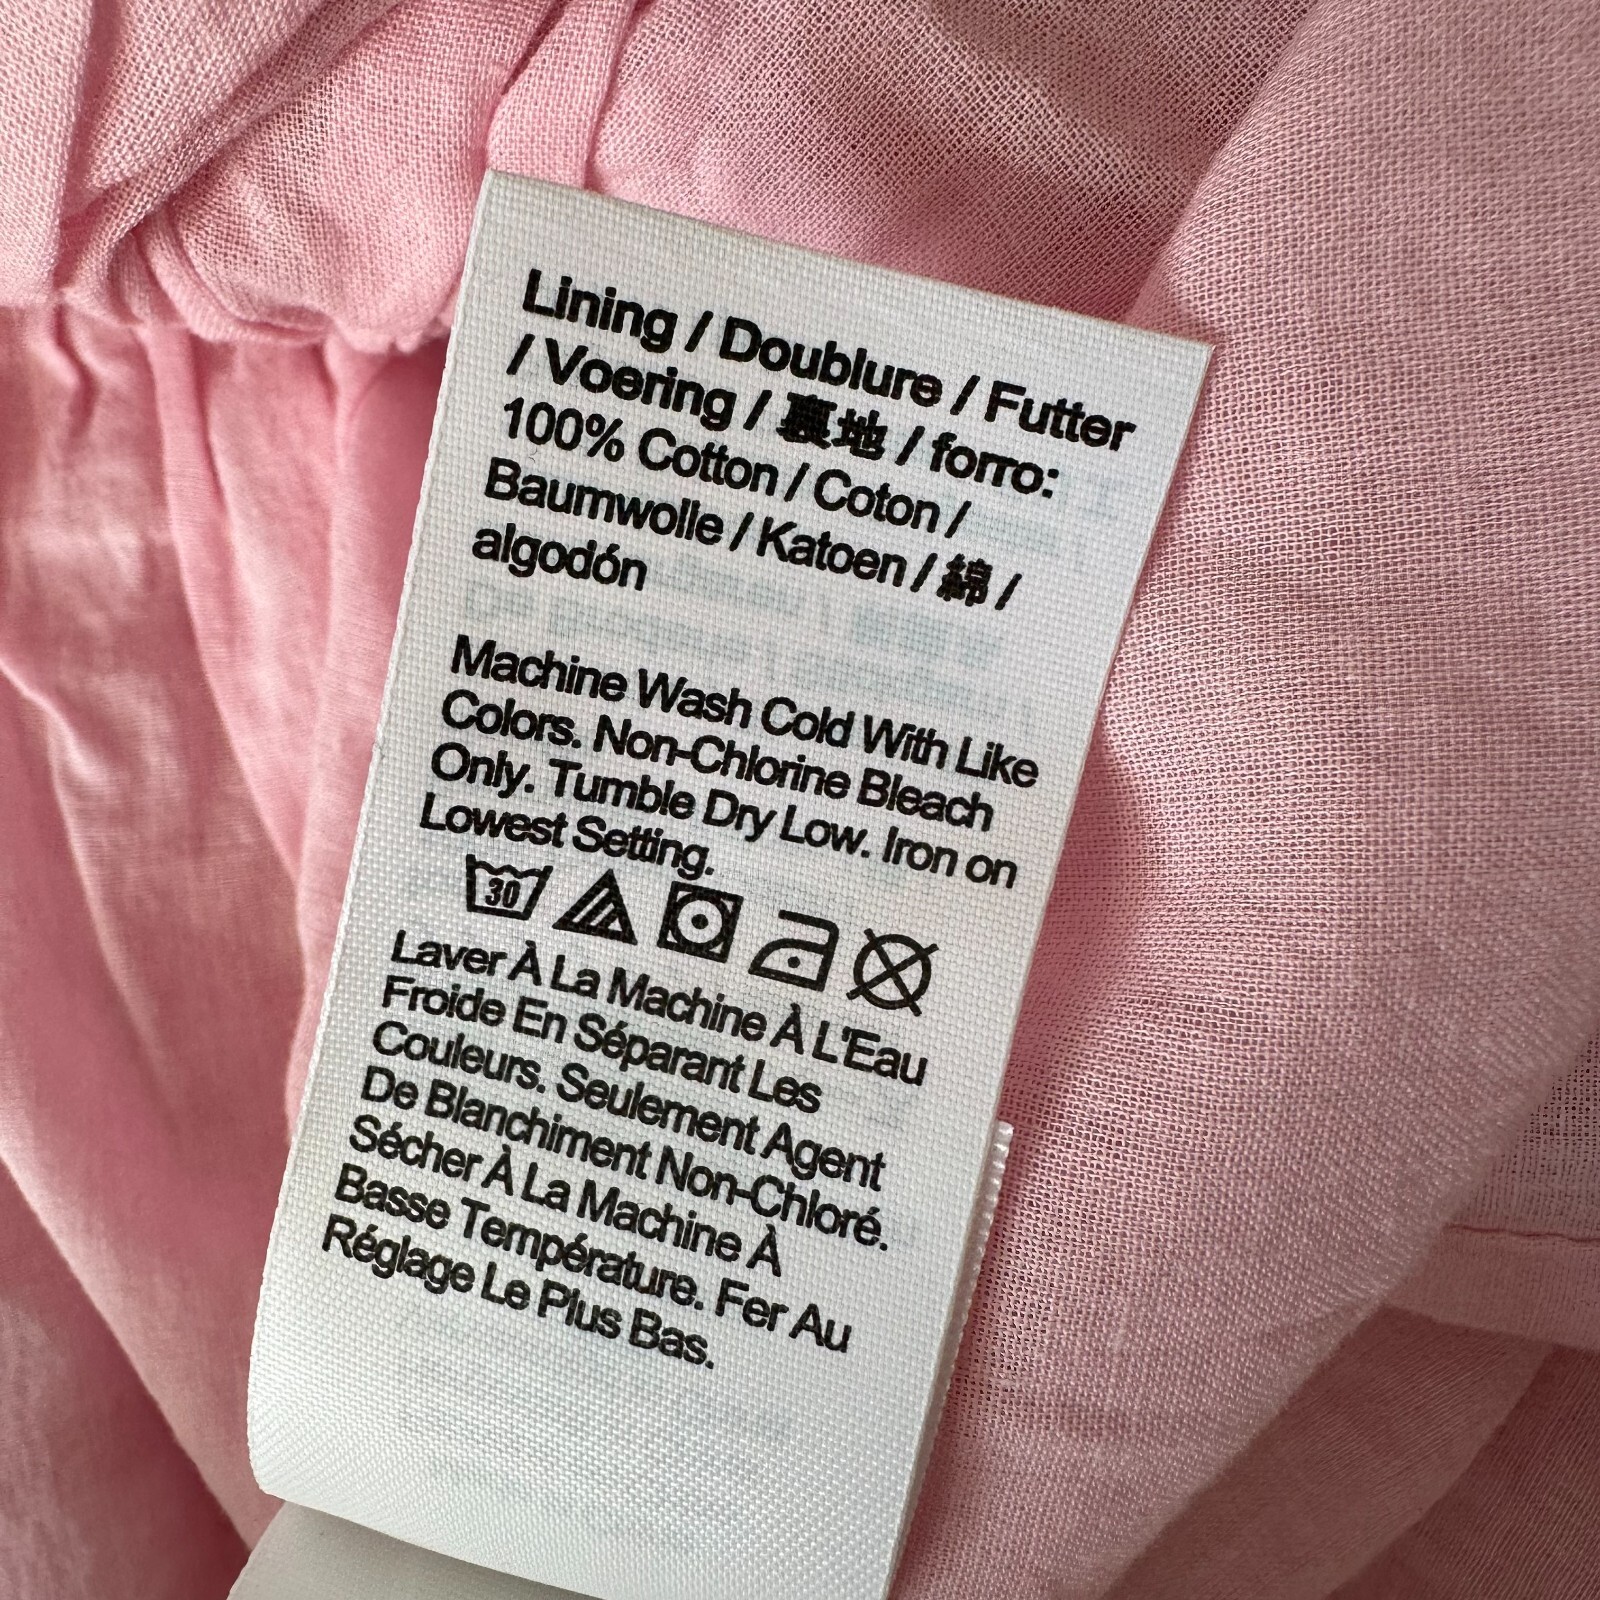 Lining / Doublure / Futter
/ Voering / 裏地 / forro:
100% Cotton / Coton /
Baumwolle / Katoen / 綿 /
algodón
Machine Wash Cold With Like
Colors. Non-Chlorine Bleach
Only. Tumble Dry Low. Iron on
Lowest Setting.
30
Laver À La Machine À L'Eau
Froide En Séparant Les
Couleurs. Seulement Agent
De Blanchiment Non-Chloré.
Sécher À La Machine À
Basse Température. Fer Au
Réglage Le Plus Bas.